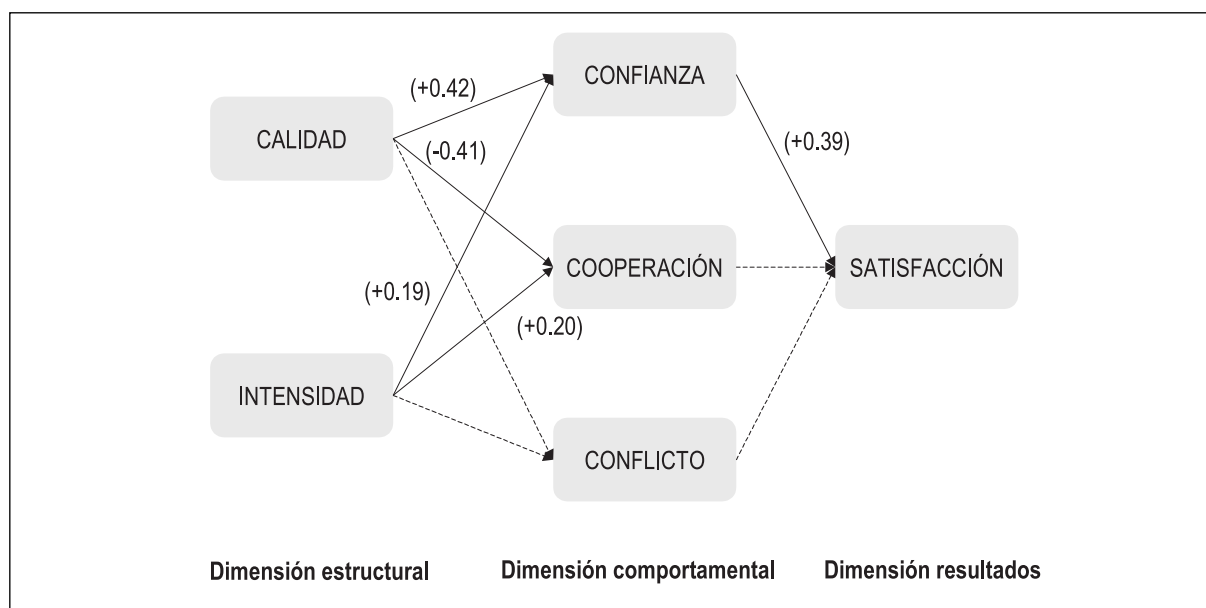 CONFIANZA
(+0.42)
CALIDAD
(-0.41)
(+0.39)
COOPERACIÓN
SATISFACCIÓN
(+0.19)
(+0.20)
INTENSIDAD
CONFLICTO
Dimensión estructural
Dimensión comportamental
Dimensión resultados